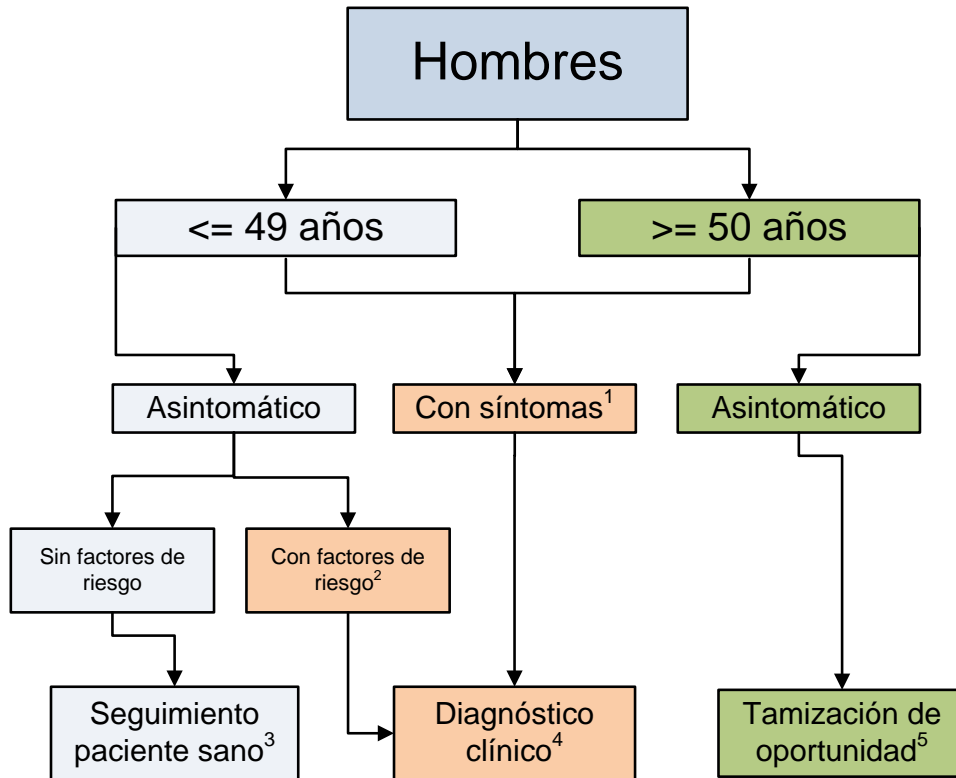 Hombres
<= 49 años
>= 50 años
Asintomático
Con síntomas1
Asintomático
Sin factores de
riesgo
Con factores de
riesgo2
Seguimiento
paciente sano3
Diagnóstico
clínico4
Tamización de
oportunidad5